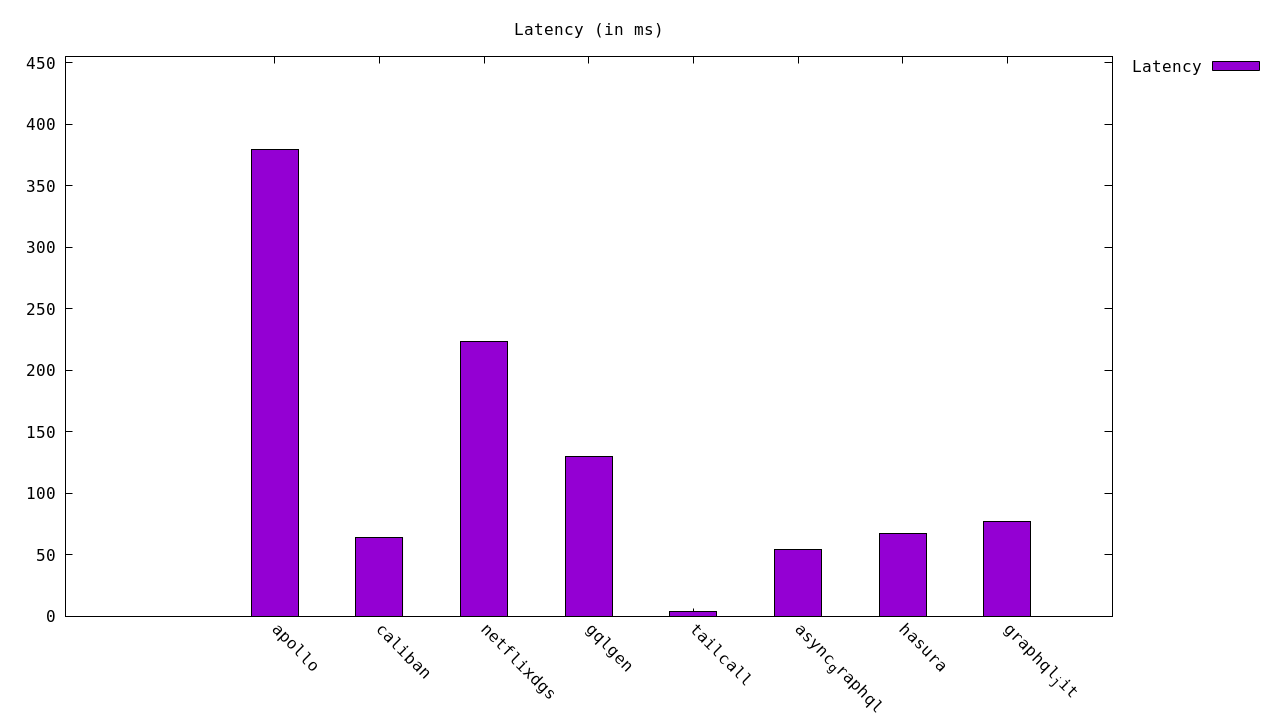 Latency (in ms)
Latency
450
400
350
300
250
200
150
100
50
0
apollo
caliban
netflixdgs
gqlgen
tailcall
async_graphql
hasura
graphql_jit